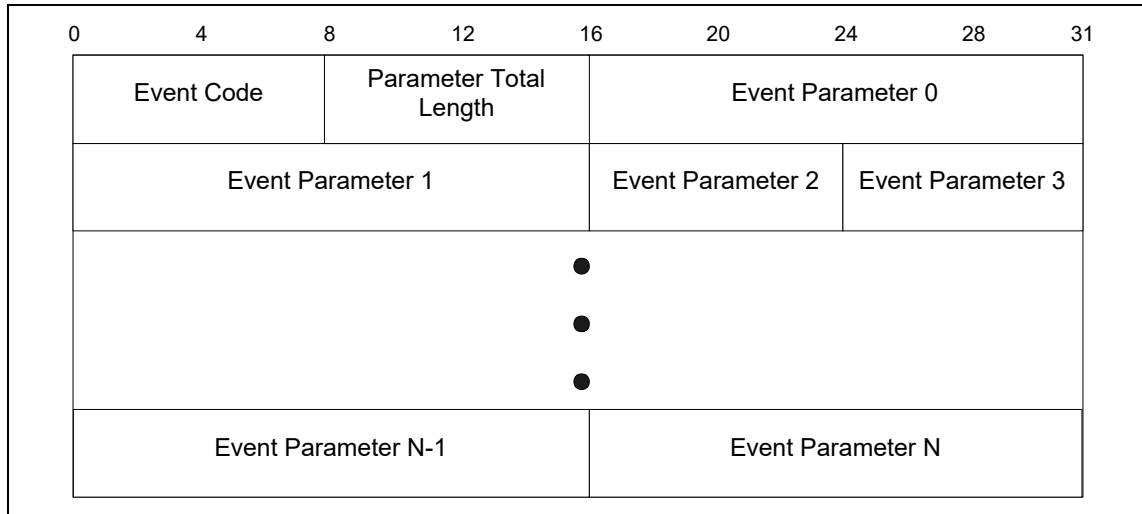 0 4 8 12 16 20 24 28 31
Event Code
Parameter Total
Length
Event Parameter 0
Event Parameter 1
Event Parameter 2
Event Parameter 3
Event Parameter N-1
Event Parameter N